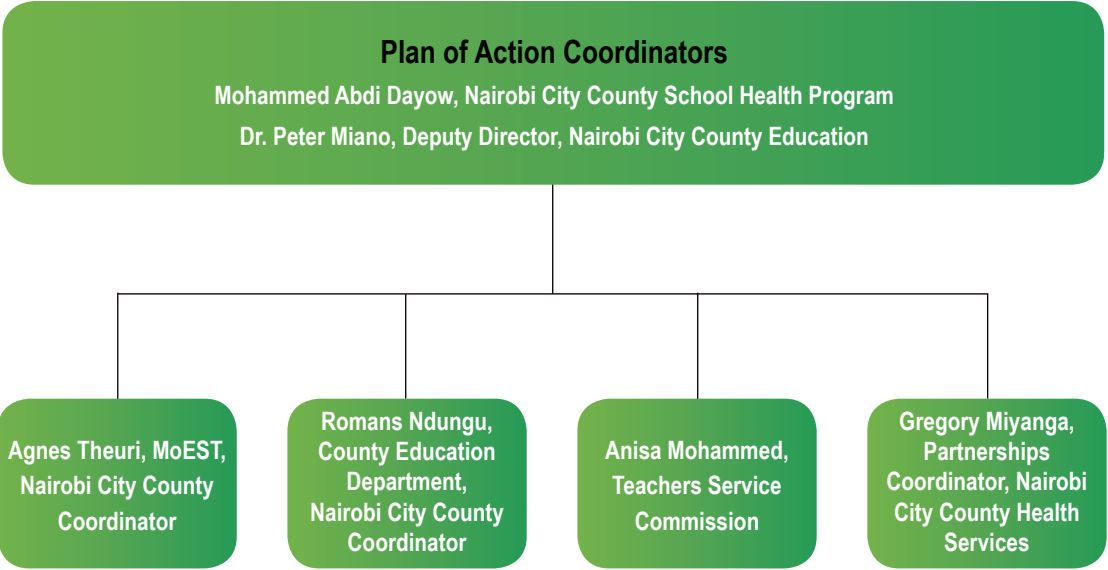 Plan of Action Coordinators
Mohammed Abdi Dayow, Nairobi City County School Health Program
Dr. Peter Miano, Deputy Director, Nairobi City County Education
Agnes Theuri, MoEST,
Nairobi City County
Coordinator
Romans Ndungu,
County Education
Department,
Nairobi City County
Coordinator
Anisa Mohammed,
Teachers Service
Commission
Gregory Miyanga,
Partnerships
Coordinator, Nairobi
City County Health
Services